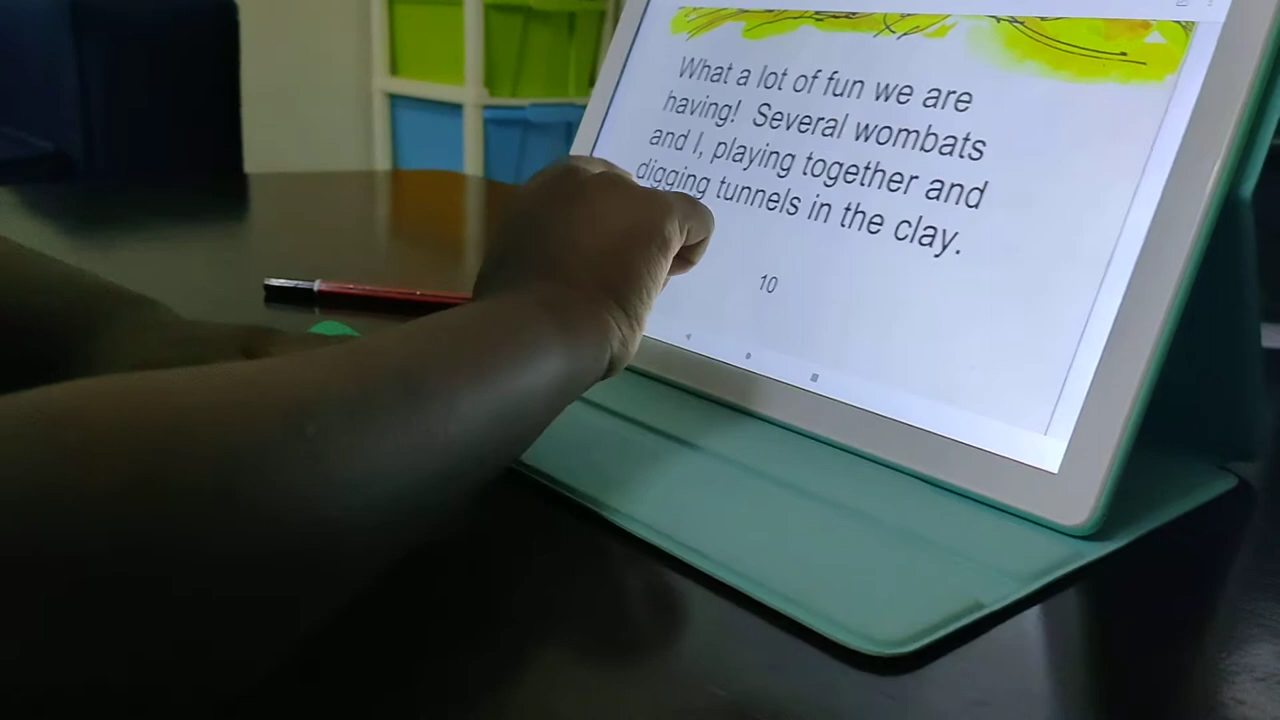 What a lot of fun we are
having! Several wombats
and I, playing together and
digging tunnels in the clay.
10